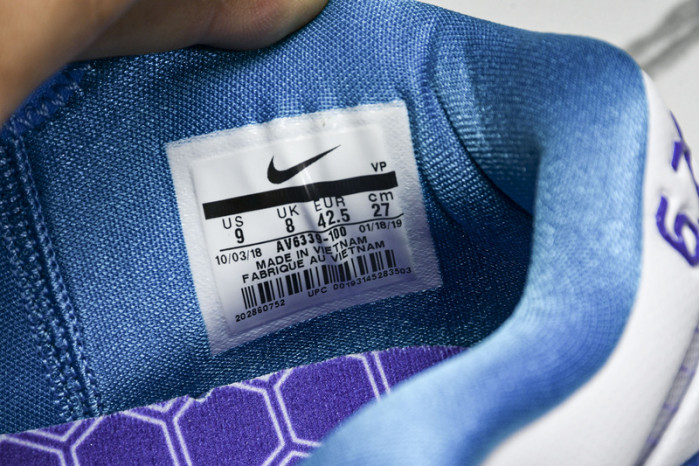 VP
US UK EUR cm
9 8 42.5 27
10/03/18 AV6339-100 01/18/19
MADE IN VIETNAM
FABRIQUE AU VIETNAM
202860752 UPC 00193145283503